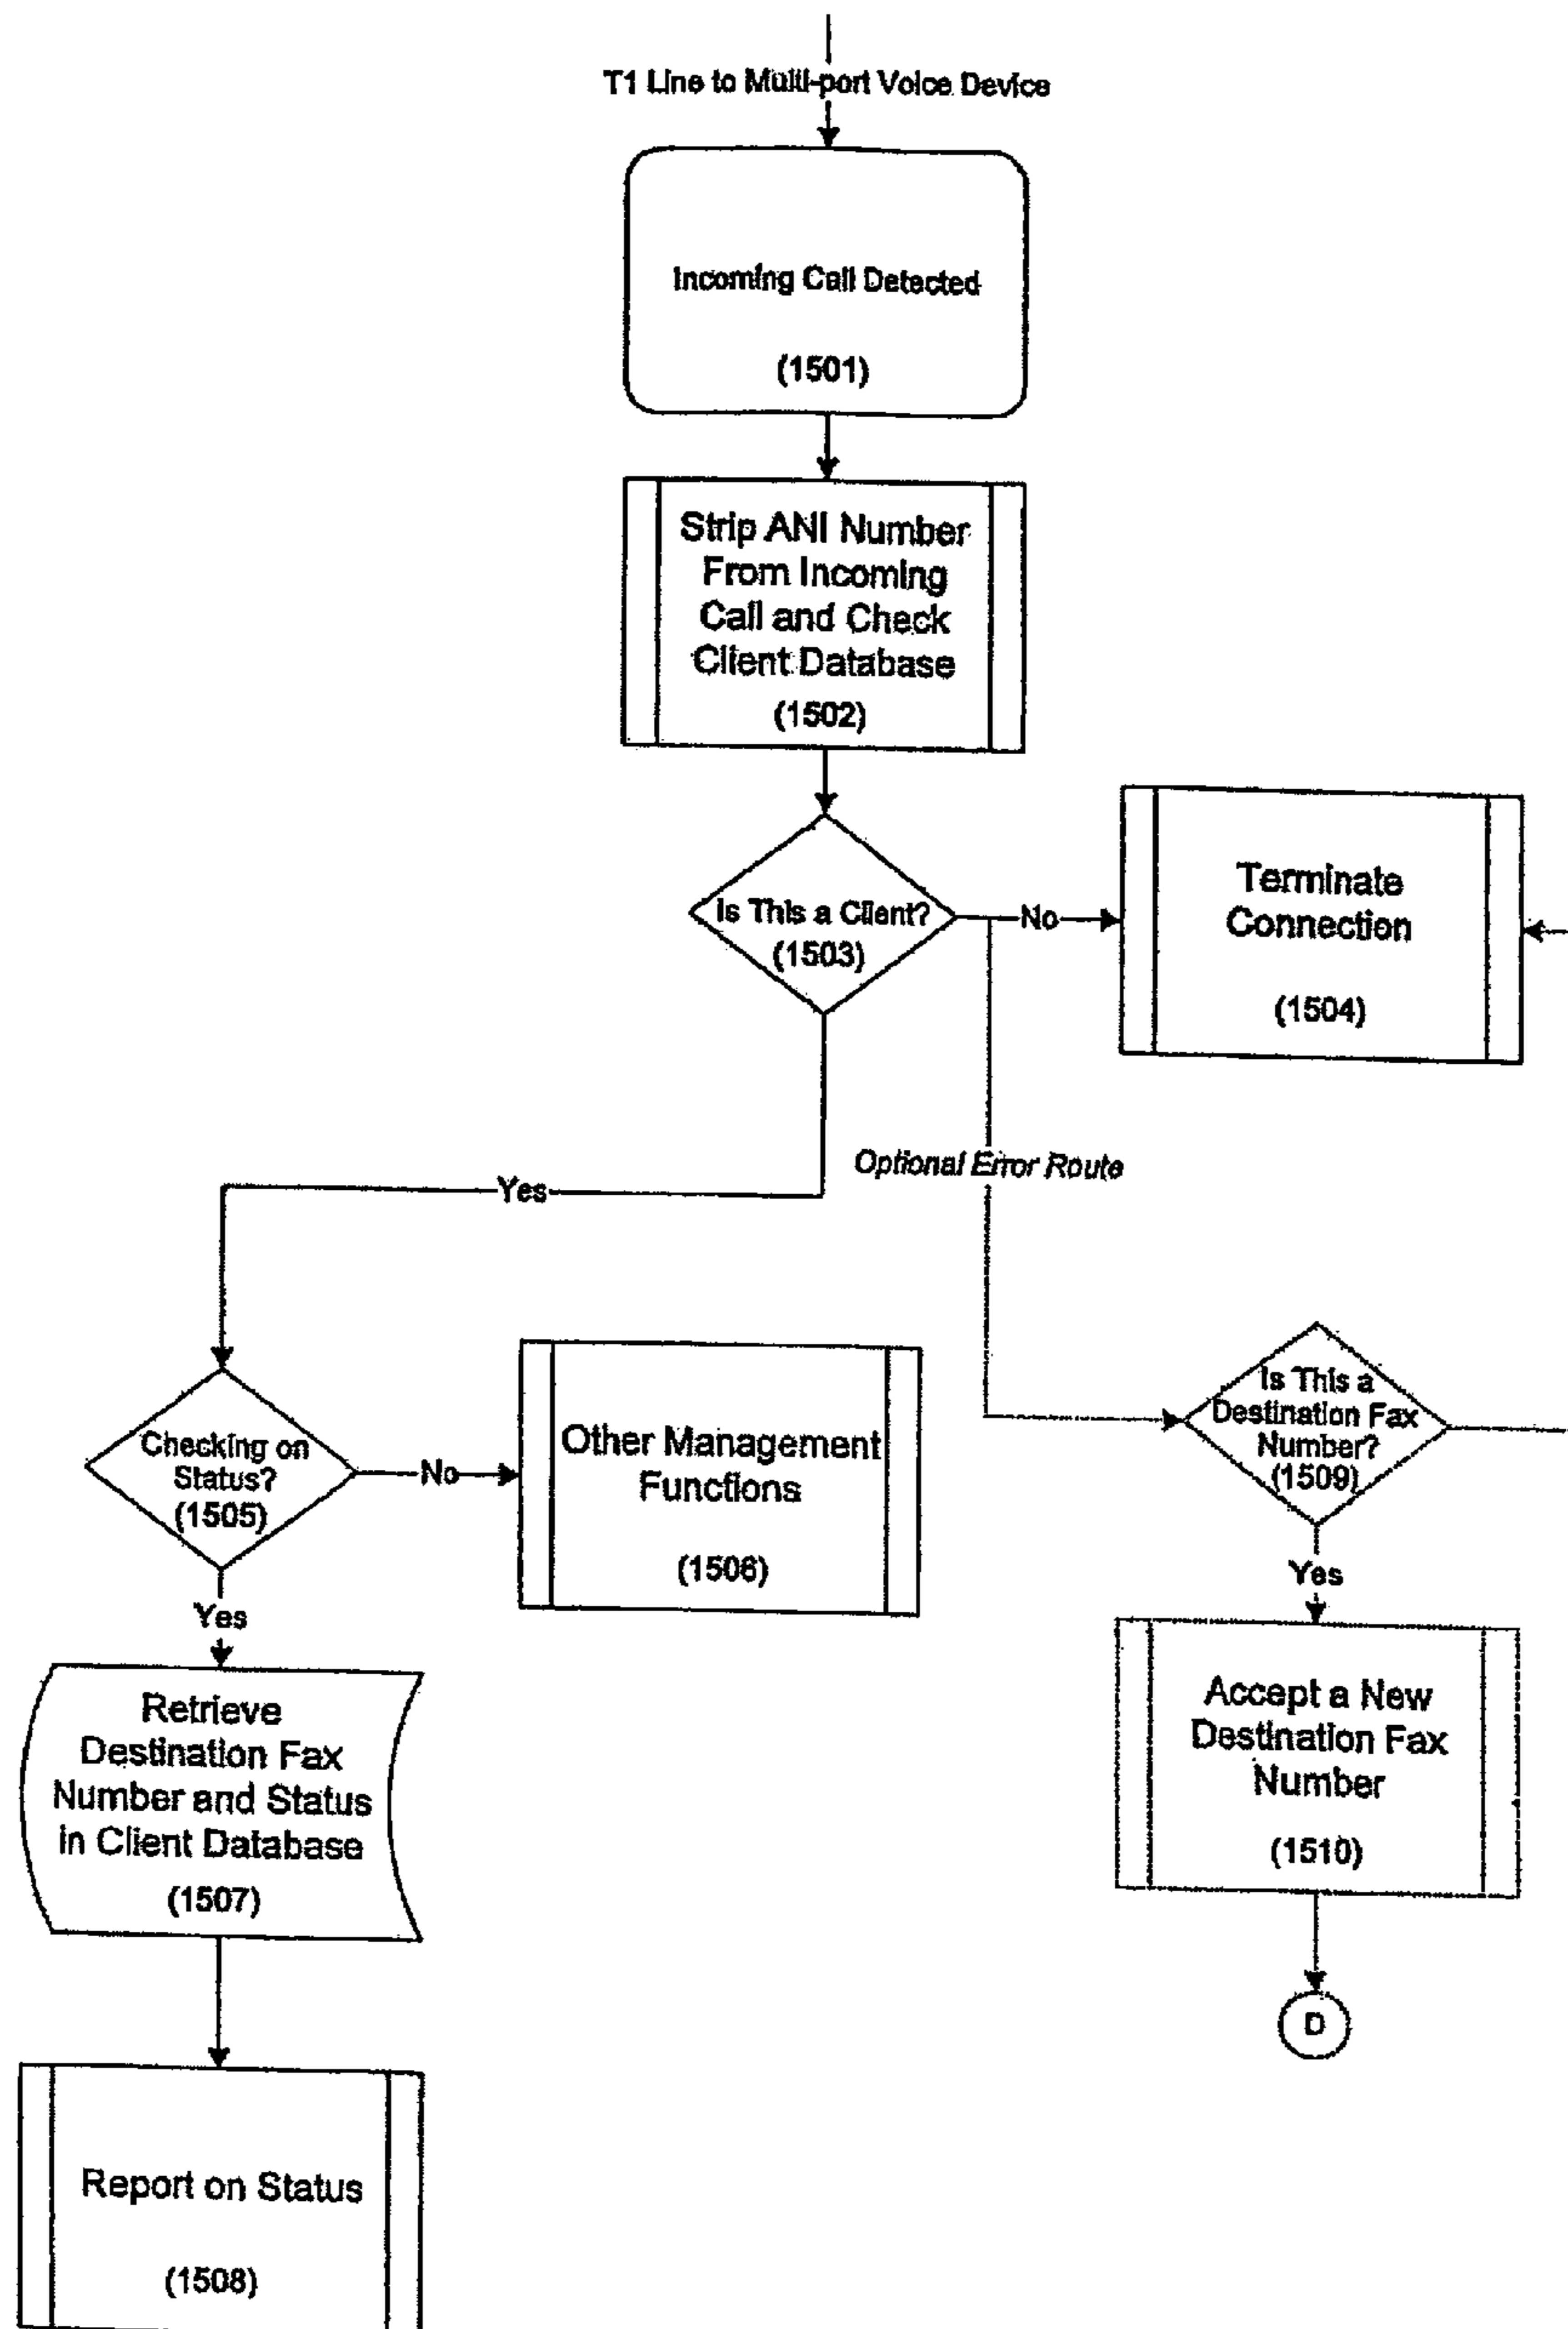 T1 Line to Multi-port Voice Device
Incoming Call Detected
(1501)
Strip ANI Number
From Incoming
Call and Check
Client Database
(1502)
Is This a Client?
(1503)
No
Terminate
Connection
(1504)
Optional Error Route
Yes
Checking on
Status?
(1505)
No
Other Management
Functions
(1506)
Is This a
Destination Fax
Number?
(1509)
Yes
Yes
Retrieve
Destination Fax
Number and Status
in Client Database
(1507)
Accept a New
Destination Fax
Number
(1510)
D
Report on Status
(1508)